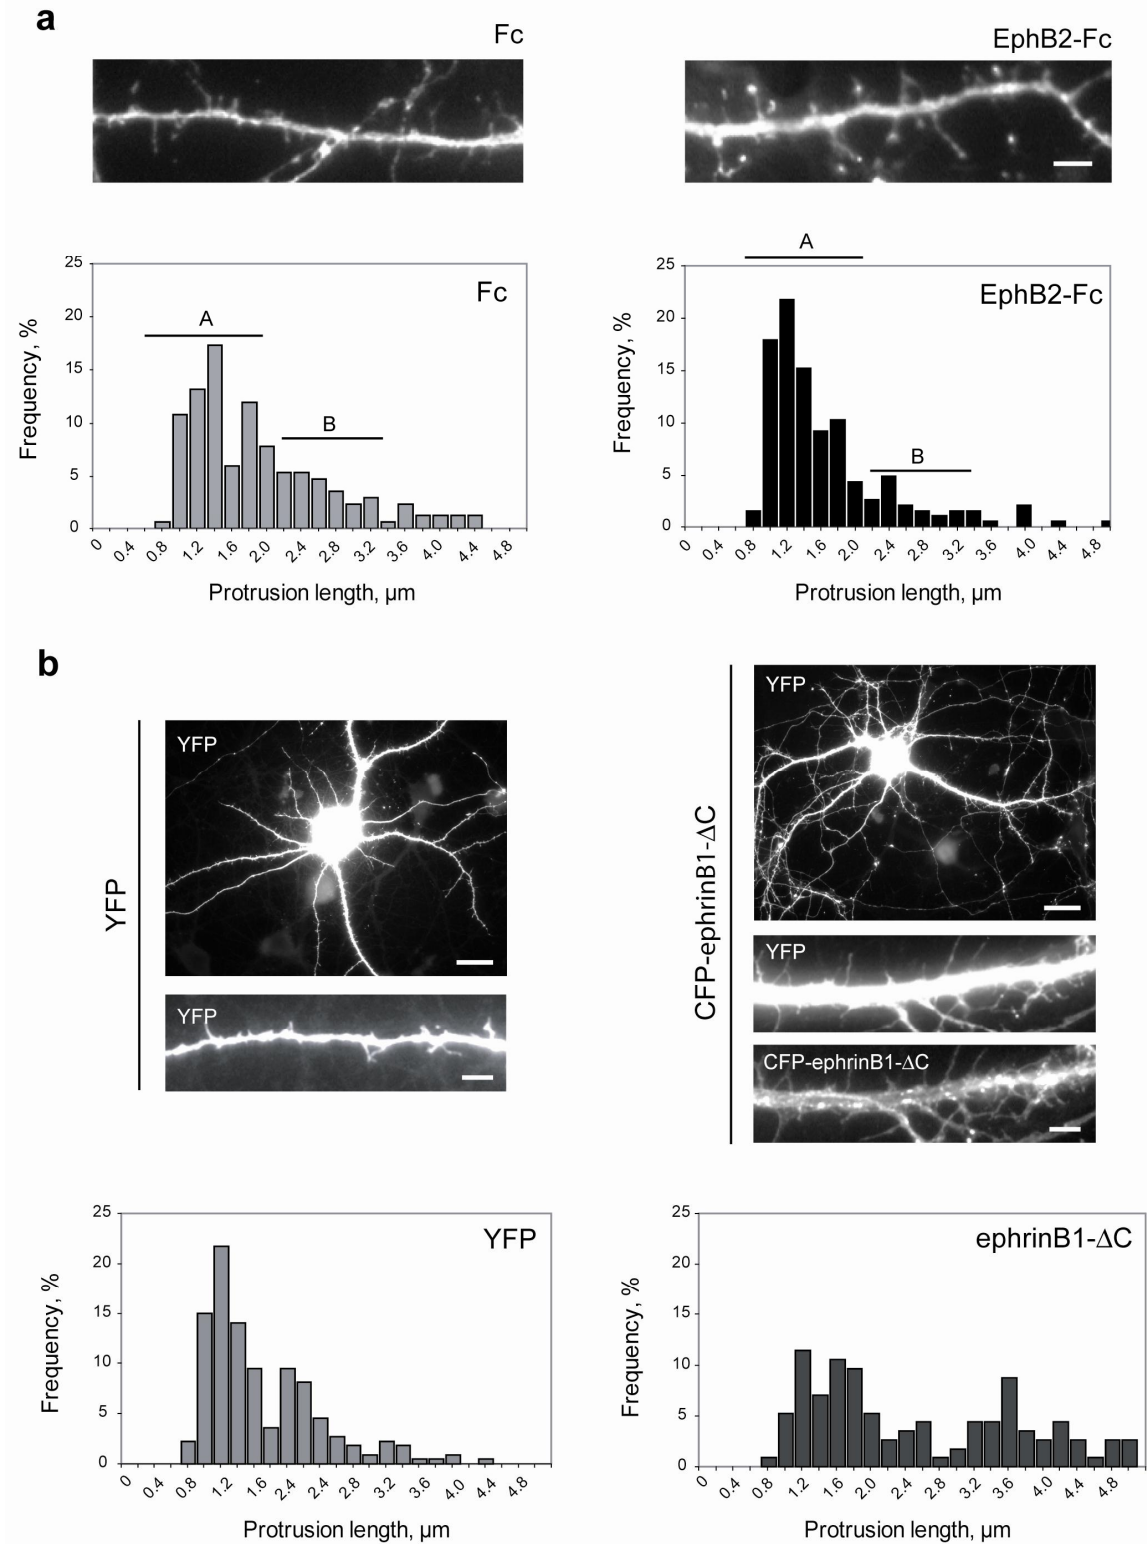 a
Fc
EphB2-Fc
A
25
20
15
10
5
0
Frequency, %
Fc
A
B
0 0.4 0.8 1.2 1.6 2.0 2.4 2.8 3.2 3.6 4.0 4.4 4.8
Protrusion length, µm
25
20
15
10
5
0
Frequency, %
EphB2-Fc
B
0 0.4 0.8 1.2 1.6 2.0 2.4 2.8 3.2 3.6 4.0 4.4 4.8
Protrusion length, µm
b
YFP
YFP
YFP
CFP-ephrinB1-ΔC
YFP
YFP
CFP-ephrinB1-ΔC
25
20
15
10
5
0
Frequency, %
YFP
0 0.4 0.8 1.2 1.6 2.0 2.4 2.4 2.8 3.2 3.6 4.0 4.4 4.8
Protrusion length, µm
25
20
15
10
5
0
Frequency, %
ephrinB1-ΔC
0 0.4 0.8 1.2 1.6 2.0 2.4 2.8 3.2 3.6 4.0 4.4 4.8
Protrusion length, µm